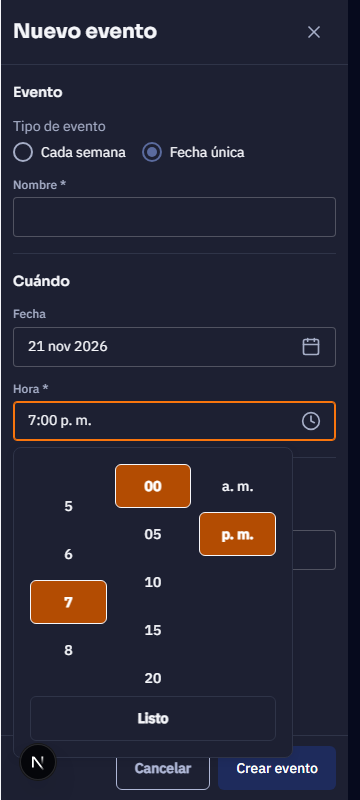 Nuevo evento
Evento
Tipo de evento
Cada semana
Fecha única
Nombre *
Cuándo
Fecha
21 nov 2026
Hora *
7:00 p. m.
00 a. m.
5
05 p. m.
6
10
7
15
8
20
Listo
N
Cancelar
Crear evento